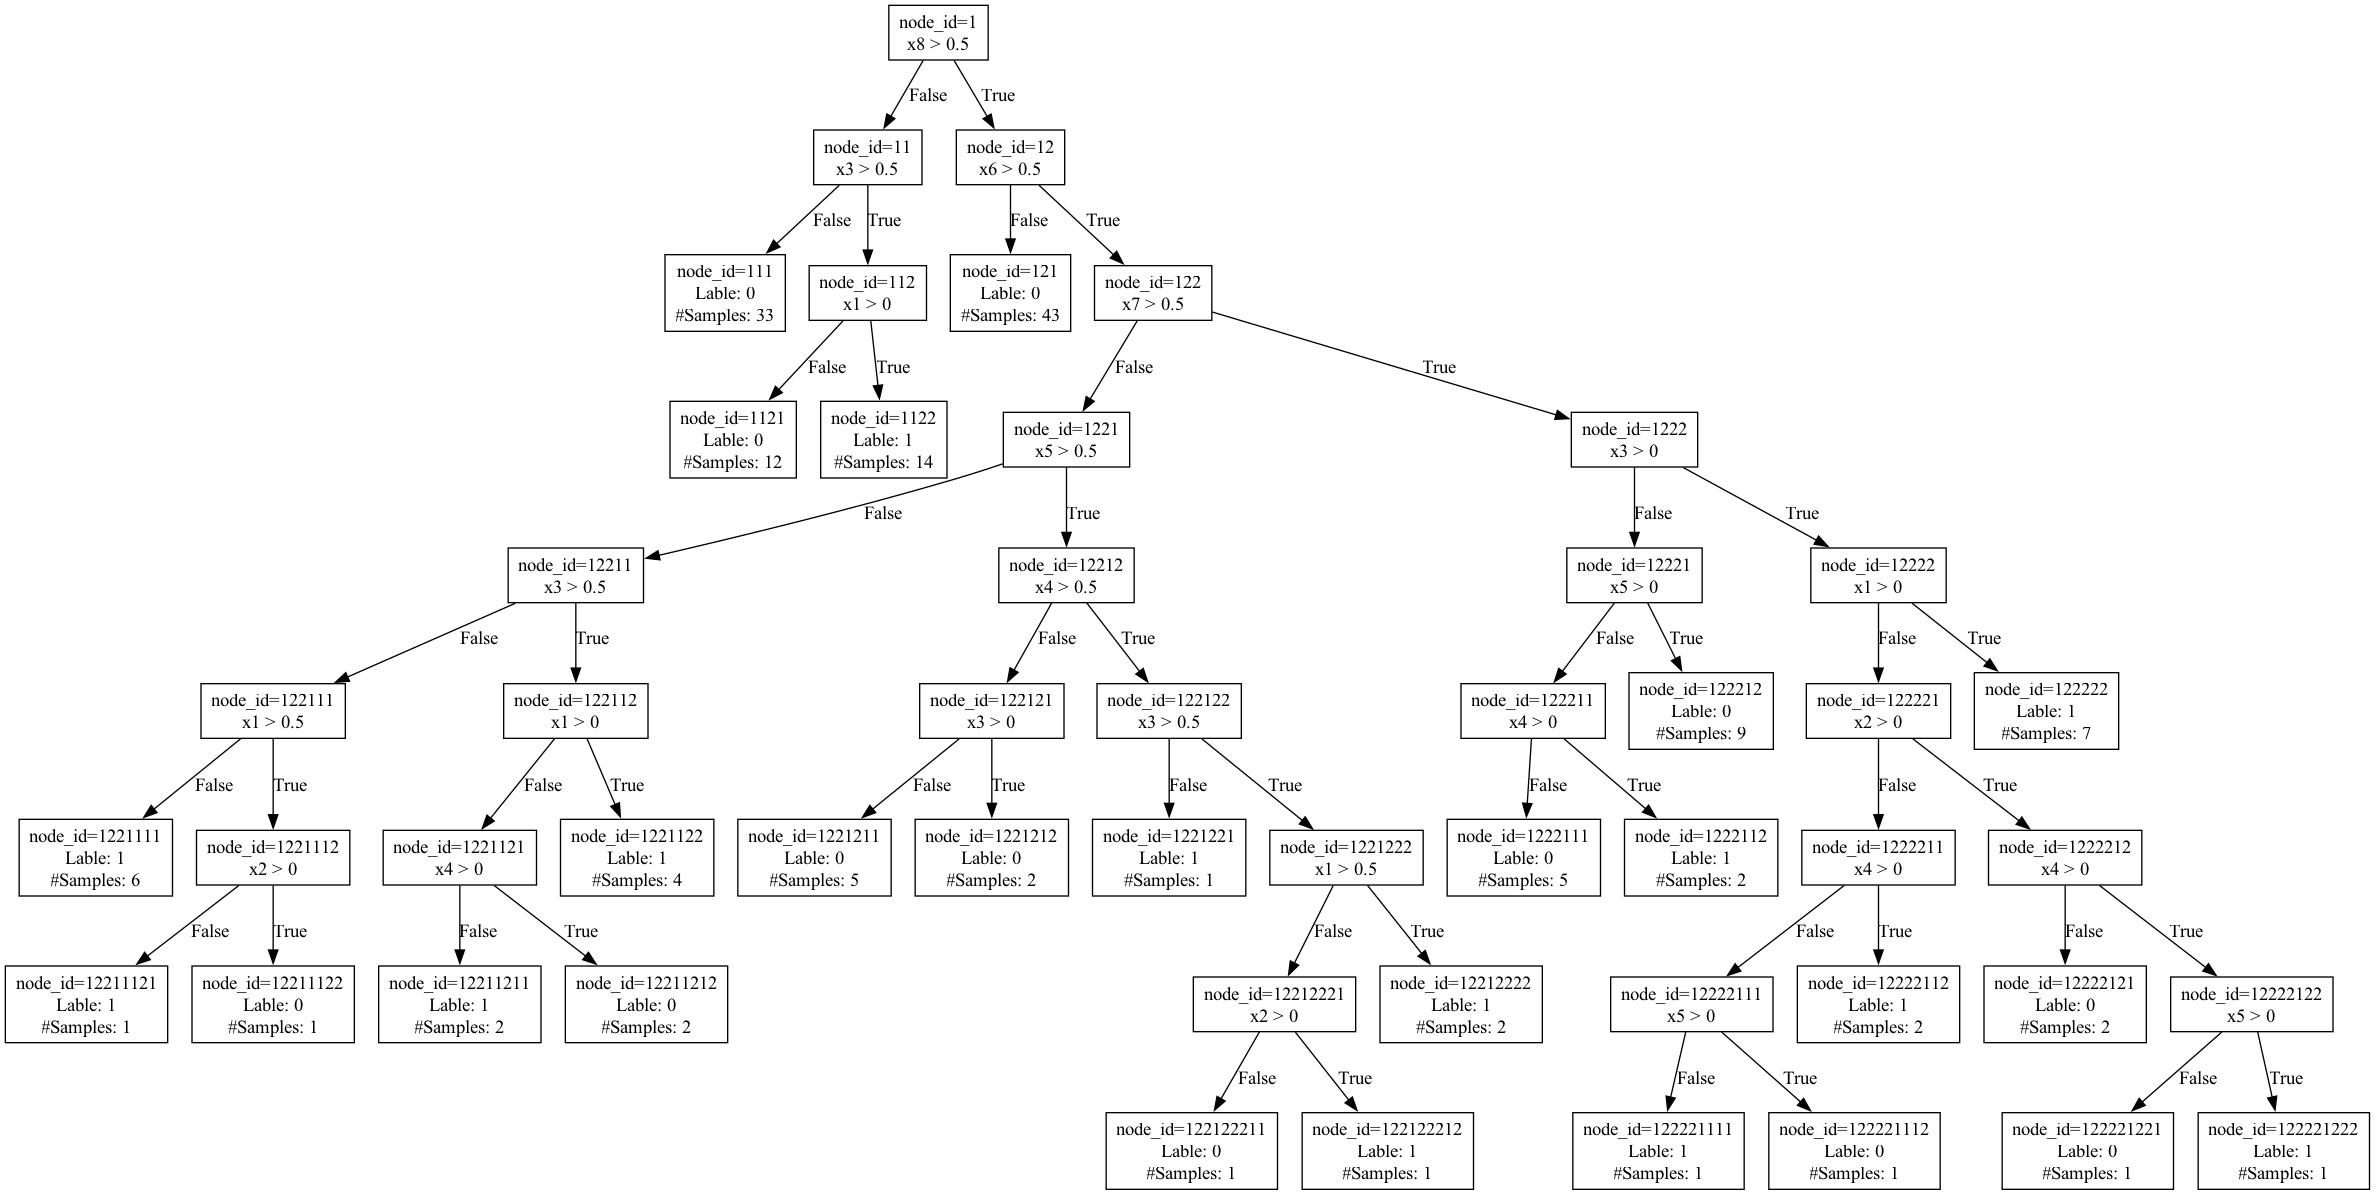 node_id=1
x8 > 0.5
False
True
node_id=11
x3 > 0.5
node_id=12
x6 > 0.5
False
True
False
True
node_id=111
Lable: 0
#Samples: 33
node_id=112
x1 > 0
node_id=121
Lable: 0
#Samples: 43
node_id=122
x7 > 0.5
False
True
False
True
node_id=1121
Lable: 0
#Samples: 12
node_id=1122
Lable: 1
#Samples: 14
node_id=1221
x5 > 0.5
node_id=1222
x3 > 0
False
True
False
True
node_id=12211
x3 > 0.5
node_id=12212
x4 > 0.5
node_id=12221
x5 > 0
node_id=12222
x1 > 0
False
True
False
True
False
True
False
True
node_id=122111
x1 > 0.5
node_id=122112
x1 > 0
node_id=122121
x3 > 0
node_id=122122
x3 > 0.5
node_id=122211
x4 > 0
node_id=122212
Lable: 0
#Samples: 9
node_id=122221
x2 > 0
node_id=122222
Lable: 1
#Samples: 7
False
True
False
True
False
True
False
True
False
True
False
True
node_id=1221111
Lable: 1
#Samples: 6
node_id=1221112
x2 > 0
node_id=1221121
x4 > 0
node_id=1221122
Lable: 1
#Samples: 4
node_id=1221211
Lable: 0
#Samples: 5
node_id=1221212
Lable: 0
#Samples: 2
node_id=1221221
Lable: 1
#Samples: 1
node_id=1221222
x1 > 0.5
node_id=1222111
Lable: 0
#Samples: 5
node_id=1222112
Lable: 1
#Samples: 2
node_id=1222211
x4 > 0
node_id=1222212
x4 > 0
False
True
False
True
False
True
False
True
False
True
node_id=12211121
Lable: 1
#Samples: 1
node_id=12211122
Lable: 0
#Samples: 1
node_id=12211211
Lable: 1
#Samples: 2
node_id=12211212
Lable: 0
#Samples: 2
node_id=12212221
x2 > 0
node_id=12212222
Lable: 1
#Samples: 2
node_id=12222111
x5 > 0
node_id=12222112
Lable: 1
#Samples: 2
node_id=12222121
Lable: 0
#Samples: 2
node_id=12222122
x5 > 0
False
True
False
True
False
True
node_id=122122211
Lable: 0
#Samples: 1
node_id=122122212
Lable: 1
#Samples: 1
node_id=122221111
Lable: 1
#Samples: 1
node_id=122221112
Lable: 0
#Samples: 1
node_id=122221221
Lable: 0
#Samples: 1
node_id=122221222
Lable: 1
#Samples: 1